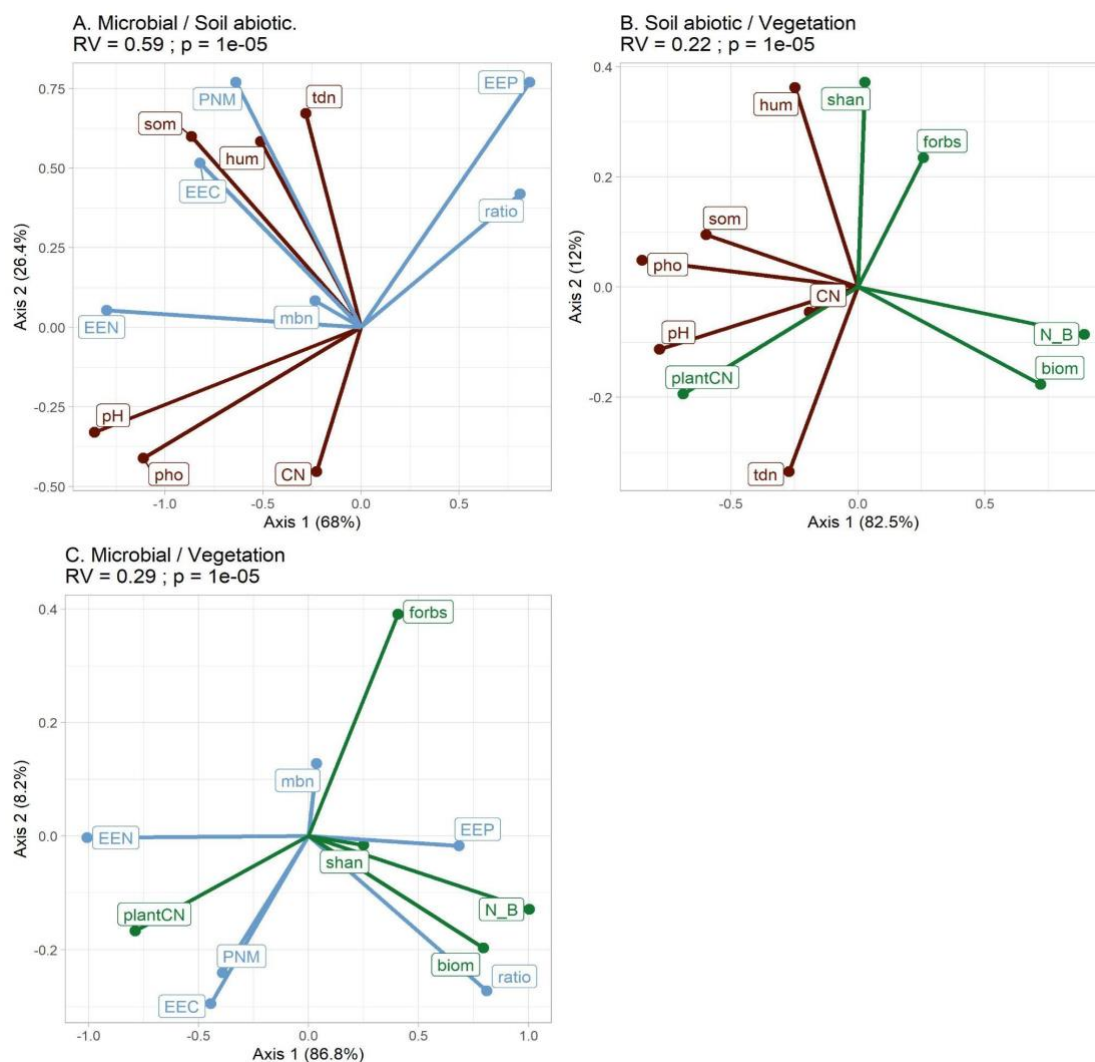 A. Microbial / Soil abiotic.
RV = 0.59 ; p = 1e-05
0.75
0.50
0.25
0.00
-0.25
-0.50
Axis 2 (26.4%)
PNM
tdn
EEP
som
hum
EEC
ratio
mbn
EEN
pH
pho
CN
-1.0
-0.5
0.0
0.5
Axis 1 (68%)
B. Soil abiotic / Vegetation
RV = 0.22 ; p = 1e-05
0.4
0.2
0.0
-0.2
Axis 2 (12%)
hum
shan
forbs
som
pho
CN
pH
N_B
plantCN
biom
tdn
-0.5
0.0
0.5
Axis 1 (82.5%)
C. Microbial / Vegetation
RV = 0.29 ; p = 1e-05
0.4
0.2
0.0
-0.2
Axis 2 (8.2%)
forbs
mbn
EEN
EEP
shan
plantCN
N_B
PNM
biom
ratio
EEC
-1.0
-0.5
0.0
0.5
1.0
Axis 1 (86.8%)